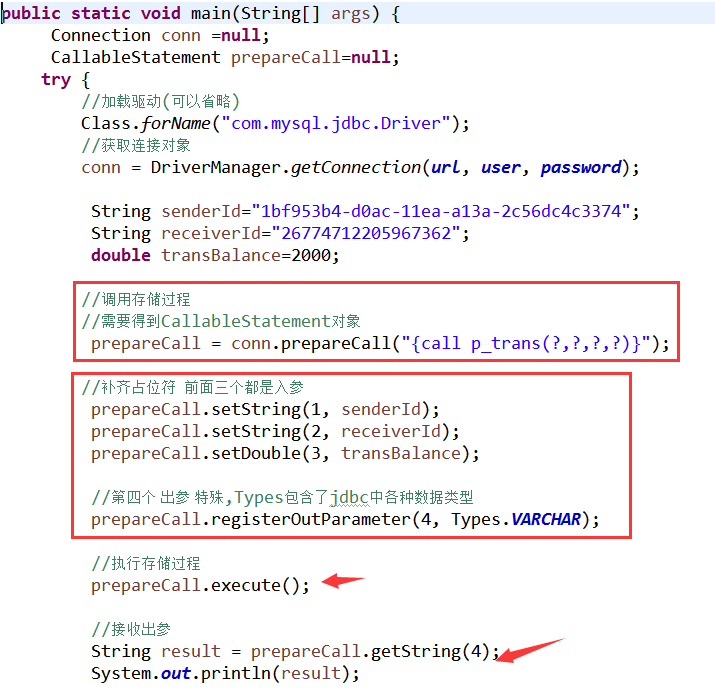 public static void main(String[] args) {
Connection conn =null;
CallableStatement prepareCall=null;
try {
//加载驱动(可以省略)
Class.forName("com.mysql.jdbc.Driver");
//获取连接对象
conn = DriverManager.getConnection(url, user, password);
String senderId="1bf953b4-d0ac-11ea-a13a-2c56dc4c3374";
String receiverId="26774712205967362";
double transBalance=2000;
//调用存储过程
//需要得到CallableStatement对象
prepareCall = conn.prepareCall("{call p_trans(?,?,?,?)}");
//补齐占位符 前面三个都是入参
prepareCall.setString(1, senderId);
prepareCall.setString(2, receiverId);
prepareCall.setDouble(3, transBalance);
//第四个 出参 特殊,Types包含了jdbc中各种数据类型
prepareCall.registerOutParameter(4, Types.VARCHAR);
//执行存储过程
prepareCall.execute();
//接收出参
String result = prepareCall.getString(4);
System.out.println(result);